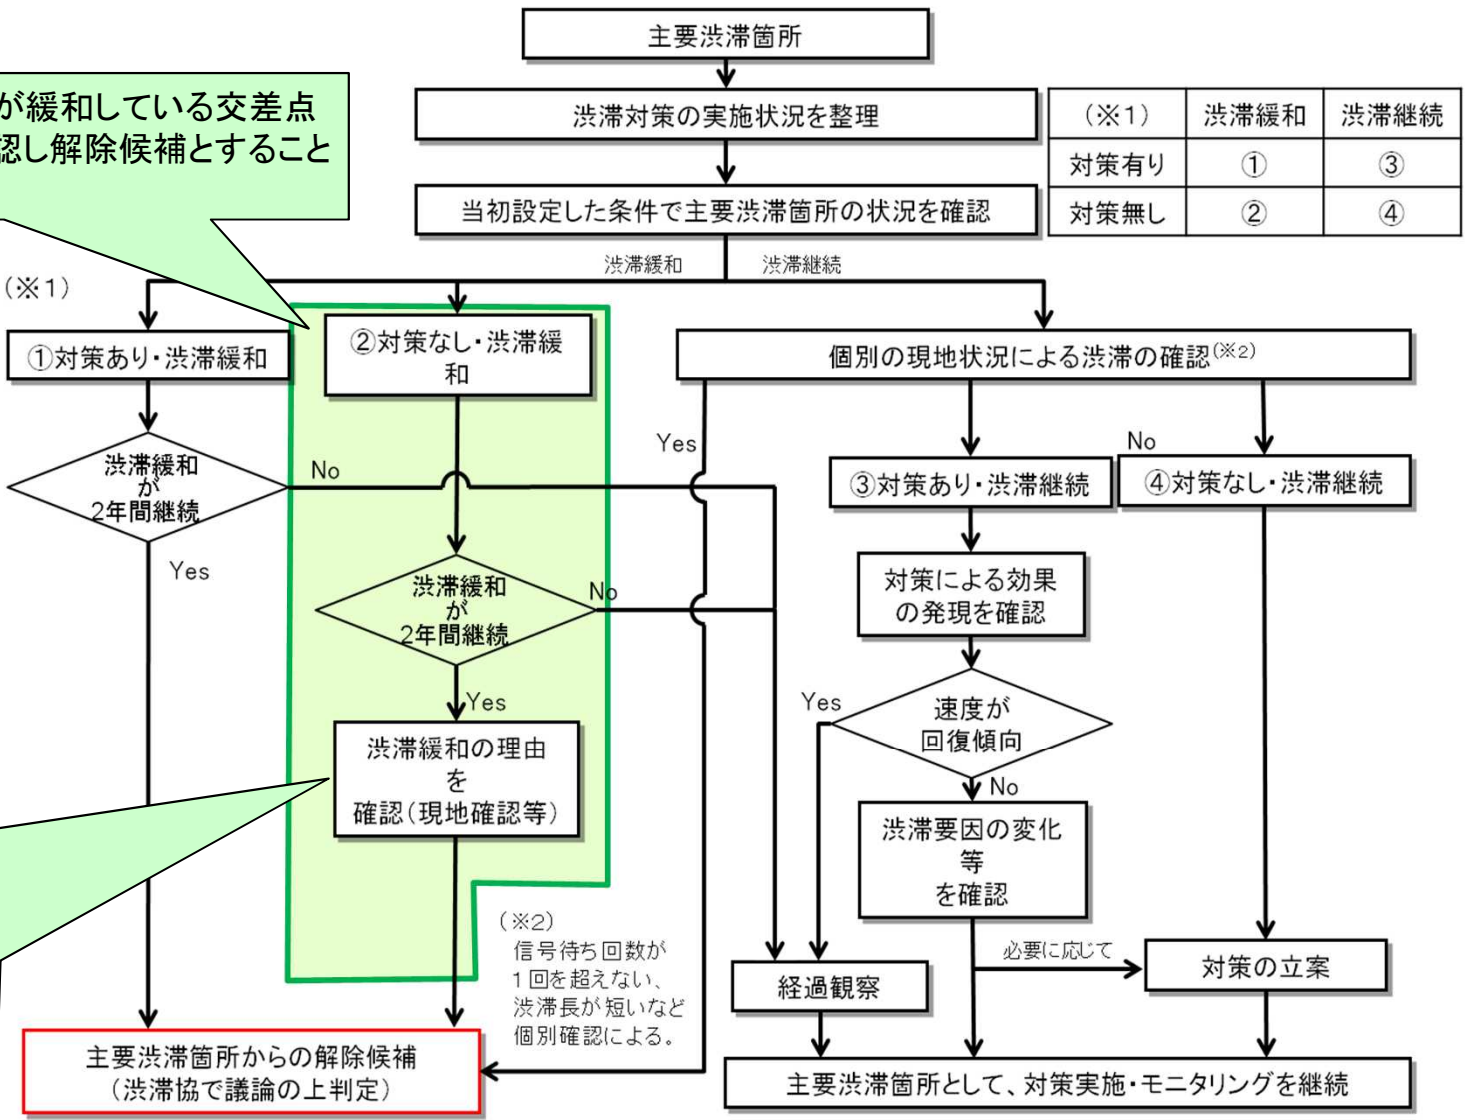 主要渋滞箇所
が緩和している交差点
認し解除候補とすること
渋滞対策の実施状況を整理
(※1) 渋滞緩和 渋滞継続
対策有り ① ③
対策無し ② ④
当初設定した条件で主要渋滞箇所の状況を確認
渋滞緩和 渋滞継続
(※1)
①対策あり・渋滞緩和
②対策なし・渋滞緩
和
個別の現地状況による渋滞の確認(※2)
渋滞緩和
が
2年間継続
No
Yes
渋滞緩和
が
2年間継続
No
Yes
渋滞緩和の理由
を
確認(現地確認等)
Yes
No
③対策あり・渋滞継続
④対策なし・渋滞継続
対策による効果
の発現を確認
速度が
回復傾向
Yes
No
渋滞要因の変化
等
を確認
(※2)
信号待ち回数が
1回を超えない、
渋滞長が短いなど
個別確認による。
経過観察
必要に応じて
対策の立案
主要渋滞箇所からの解除候補
(渋滞協で議論の上判定)
主要渋滞箇所として、対策実施・モニタリングを継続